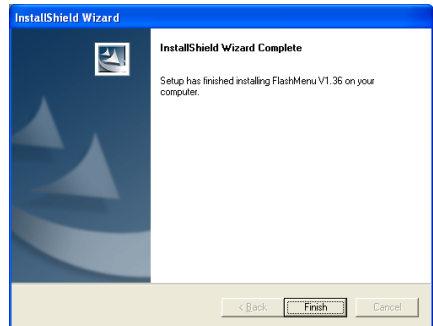 InstallShield Wizard
InstallShield Wizard Complete
Setup has finished installing FlashMenu V1.36 on your
computer.
< Back
Finish
Cancel